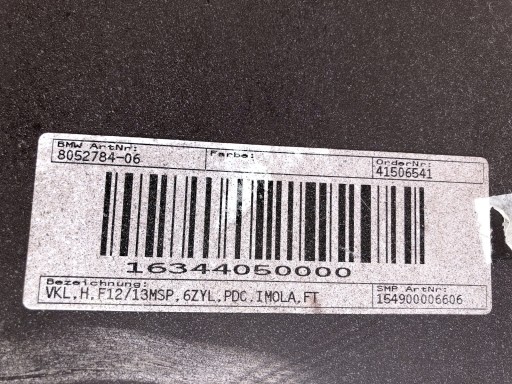 BMW ArtNr:
8052784-06
Farbe:
OrderNr:
41506541
16344050000
Bezeichnung:
VKL.H.F12/13MSP.6ZYL.PDC.IMOLA.FT
SMP ArtNr:
154900006606